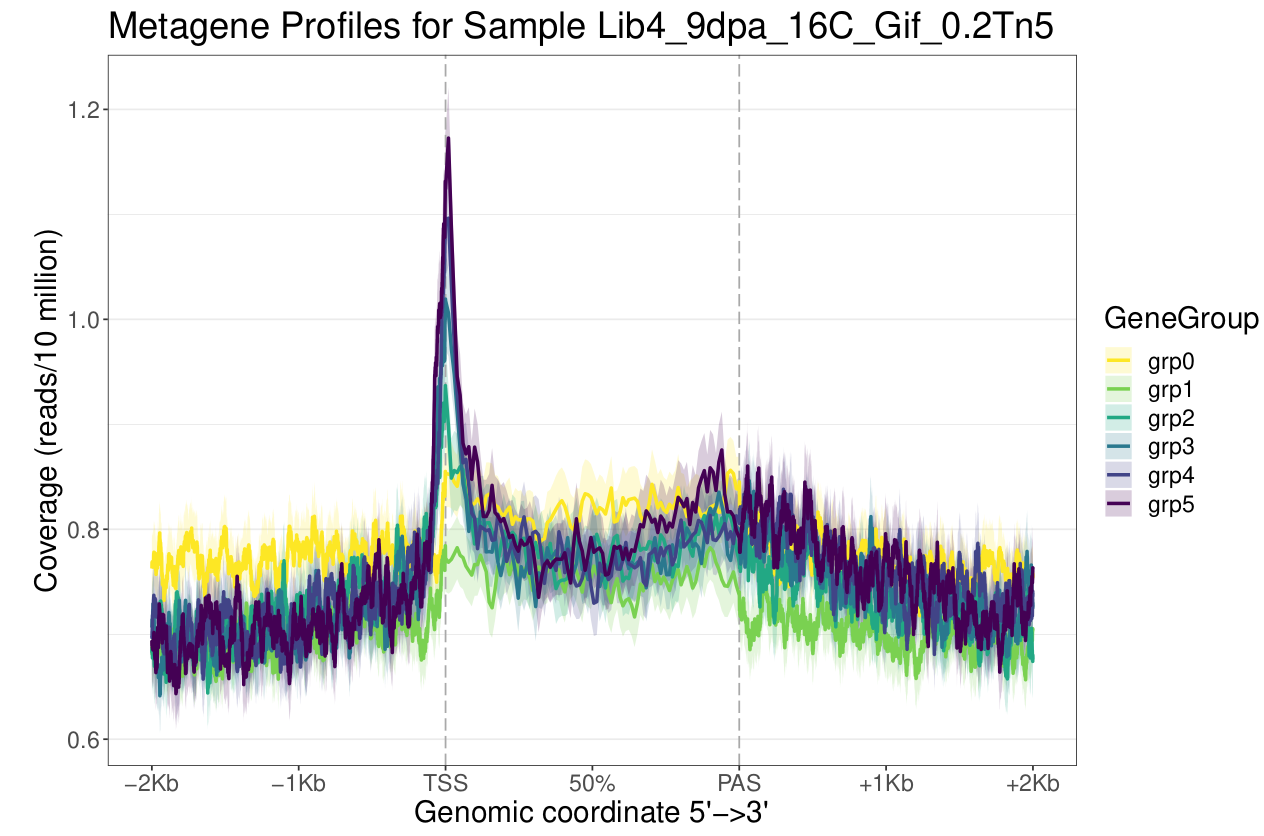 Metagene Profiles for Sample Lib4_9dpa_16C_Gif_0.2Tn5
Coverage (reads/10 million)
1.2
1.0
0.8
0.6
−2Kb −1Kb TSS 50% PAS +1Kb +2Kb
Genomic coordinate 5'−>3'
GeneGroup
grp0
grp1
grp2
grp3
grp4
grp5